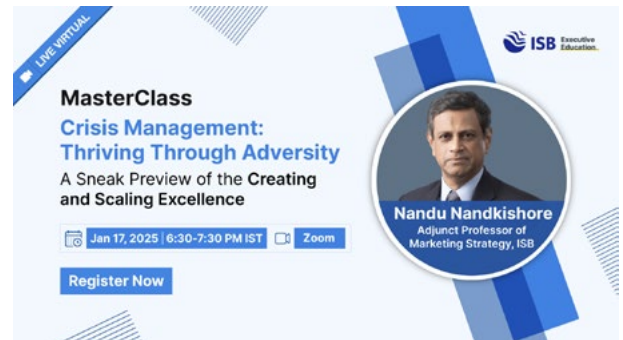 LIVE VIRTUAL
ISB Executive
Education.
MasterClass
Crisis Management:
Thriving Through Adversity
A Sneak Preview of the Creating
and Scaling Excellence
Jan 17, 2025 | 6:30-7:30 PM IST Zoom
Register Now
Nandu Nandkishore
Adjunct Professor of
Marketing Strategy, ISB